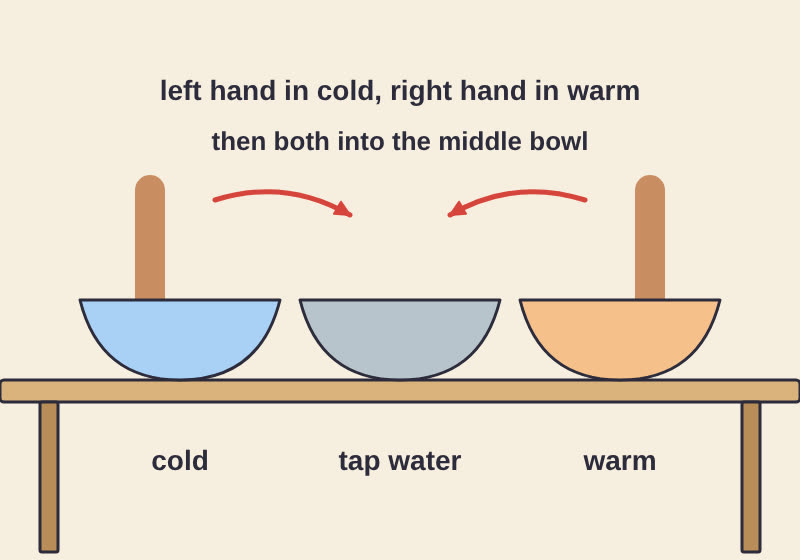 left hand in cold, right hand in warm
then both into the middle bowl
cold
tap water
warm